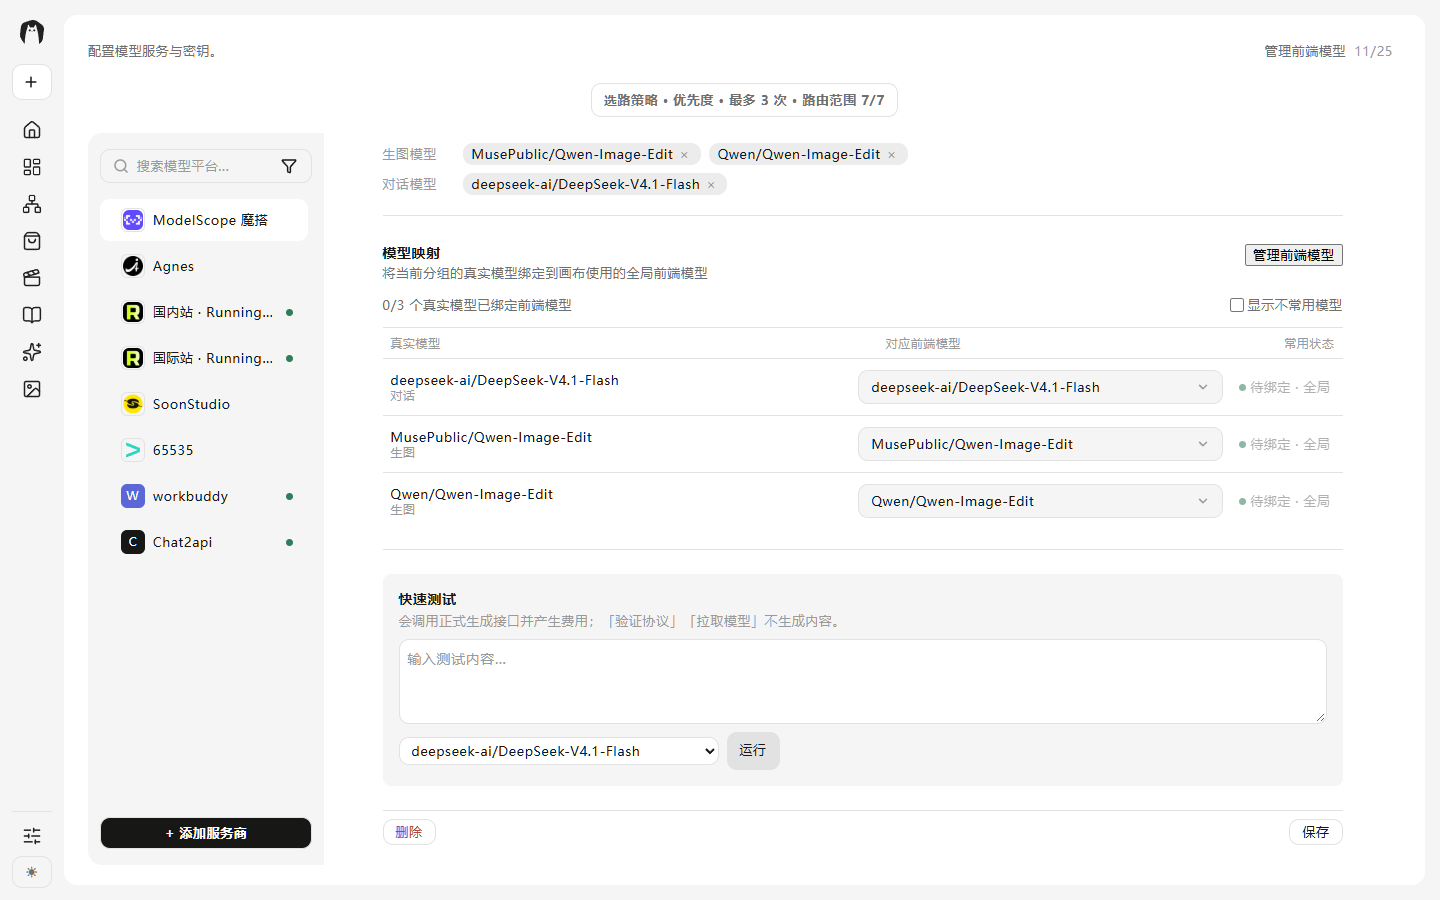 配置模型服务与密钥。
管理前端模型 11/25
选路策略 • 优先度 • 最多 3 次 • 路由范围 7/7
搜索模型平台...
ModelScope 魔搭
Agnes
国内站 · Running...
国际站 · Running...
SoonStudio
65535
W workbuddy
C Chat2api
+ 添加服务商
生图模型 MusePublic/Qwen-Image-Edit × Qwen/Qwen-Image-Edit ×
对话模型 deepseek-ai/DeepSeek-V4.1-Flash ×
模型映射
管理前端模型
将当前分组的真实模型绑定到画布使用的全局前端模型
0/3 个真实模型已绑定前端模型
显示不常用模型
真实模型 对应前端模型 常用状态
deepseek-ai/DeepSeek-V4.1-Flash
对话
deepseek-ai/DeepSeek-V4.1-Flash
待绑定 · 全局
MusePublic/Qwen-Image-Edit
生图
MusePublic/Qwen-Image-Edit
待绑定 · 全局
Qwen/Qwen-Image-Edit
生图
Qwen/Qwen-Image-Edit
待绑定 · 全局
快速测试
会调用正式生成接口并产生费用；「验证协议」「拉取模型」不生成内容。
输入测试内容...
deepseek-ai/DeepSeek-V4.1-Flash
运行
删除
保存